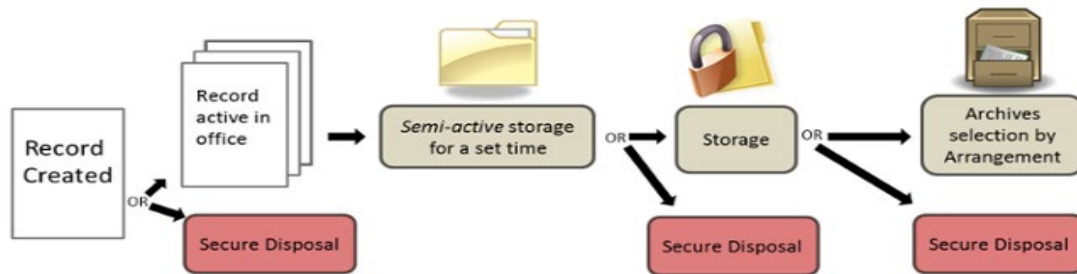 Record
Created
OR
Record
active in
office
Secure Disposal
Semi-active storage
for a set time
OR
Storage
Secure Disposal
OR
Archives
selection by
Arrangement
Secure Disposal